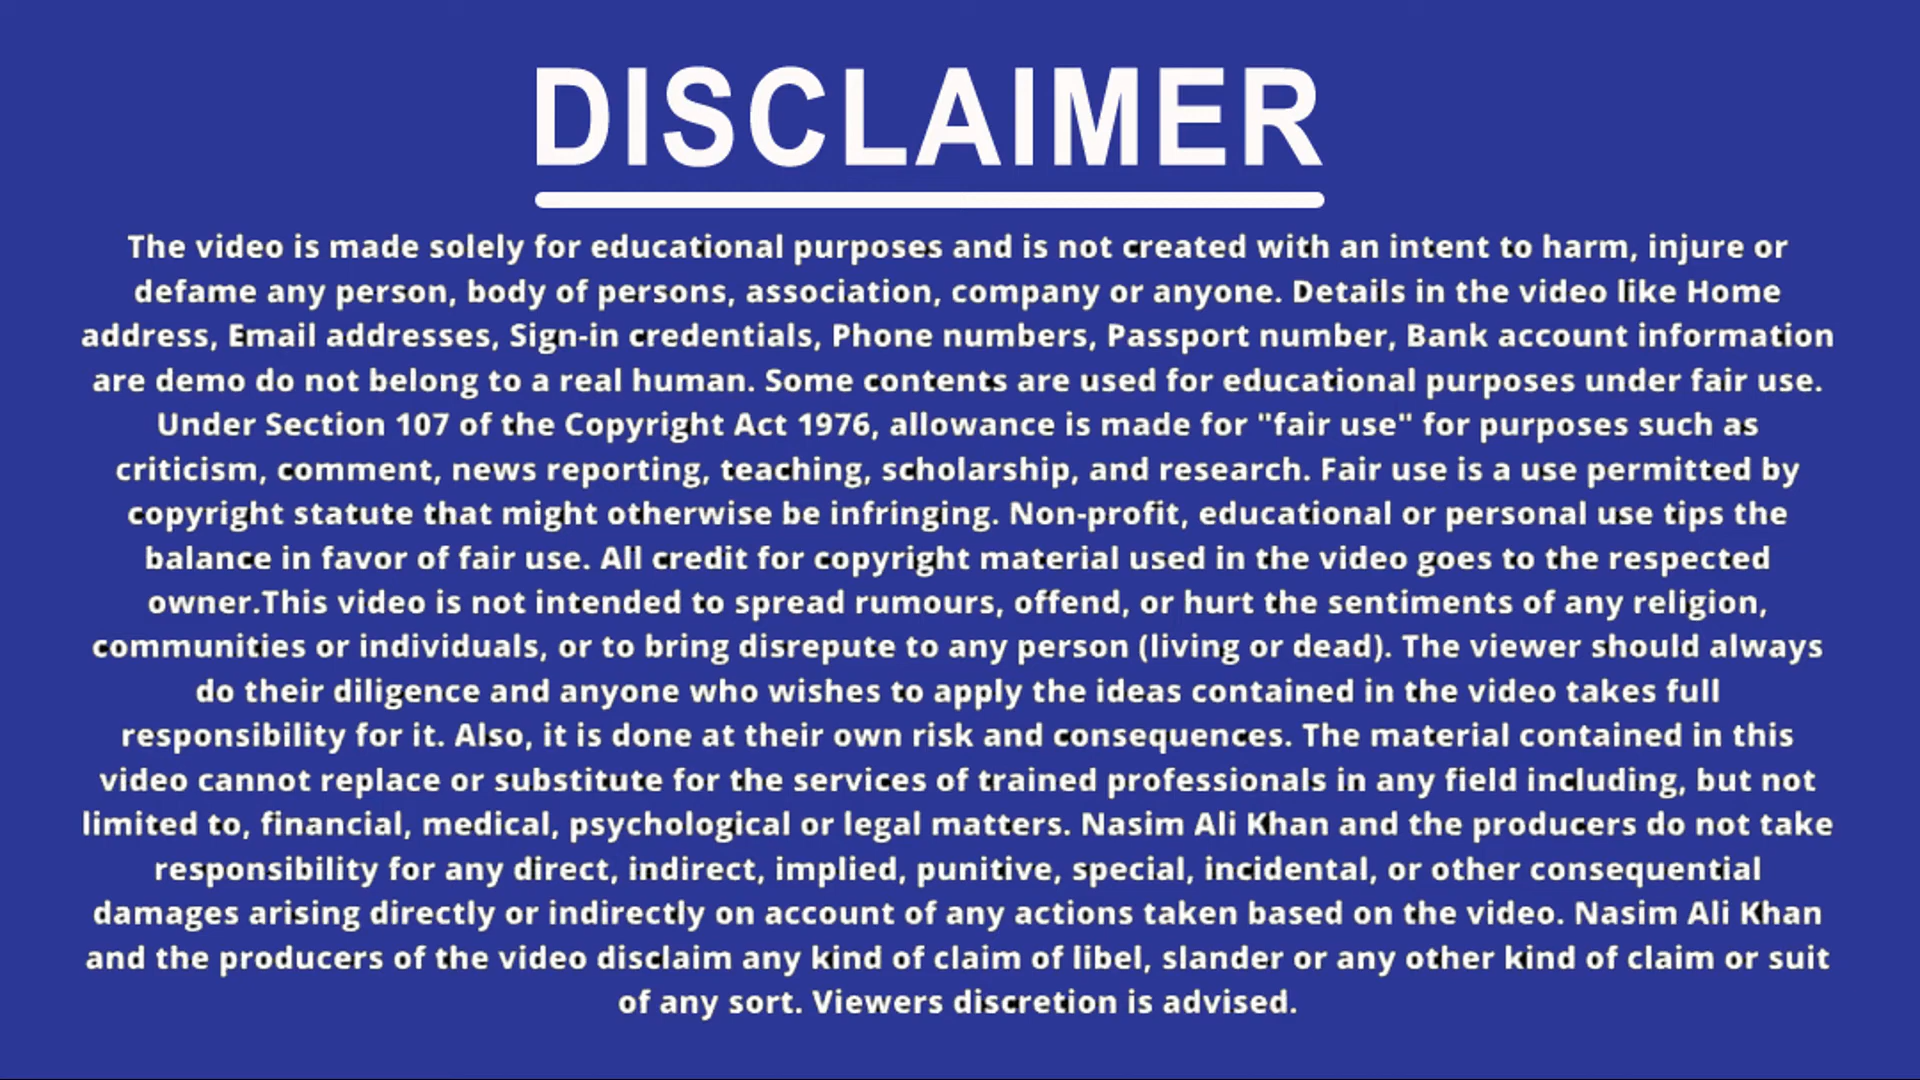 DISCLAIMER
The video is made solely for educational purposes and is not created with an intent to harm, injure or
defame any person, body of persons, association, company or anyone. Details in the video like Home
address, Email addresses, Sign-in credentials, Phone numbers, Passport number, Bank account information
are demo do not belong to a real human. Some contents are used for educational purposes under fair use.
Under Section 107 of the Copyright Act 1976, allowance is made for "fair use" for purposes such as
criticism, comment, news reporting, teaching, scholarship, and research. Fair use is a use permitted by
copyright statute that might otherwise be infringing. Non-profit, educational or personal use tips the
balance in favor of fair use. All credit for copyright material used in the video goes to the respected
owner.This video is not intended to spread rumours, offend, or hurt the sentiments of any religion,
communities or individuals, or to bring disrepute to any person (living or dead). The viewer should always
do their diligence and anyone who wishes to apply the ideas contained in the video takes full
responsibility for it. Also, it is done at their own risk and consequences. The material contained in this
video cannot replace or substitute for the services of trained professionals in any field including, but not
limited to, financial, medical, psychological or legal matters. Nasim Ali Khan and the producers do not take
responsibility for any direct, indirect, implied, punitive, special, incidental, or other consequential
damages arising directly or indirectly on account of any actions taken based on the video. Nasim Ali Khan
and the producers of the video disclaim any kind of claim of libel, slander or any other kind of claim or suit
of any sort. Viewers discretion is advised.